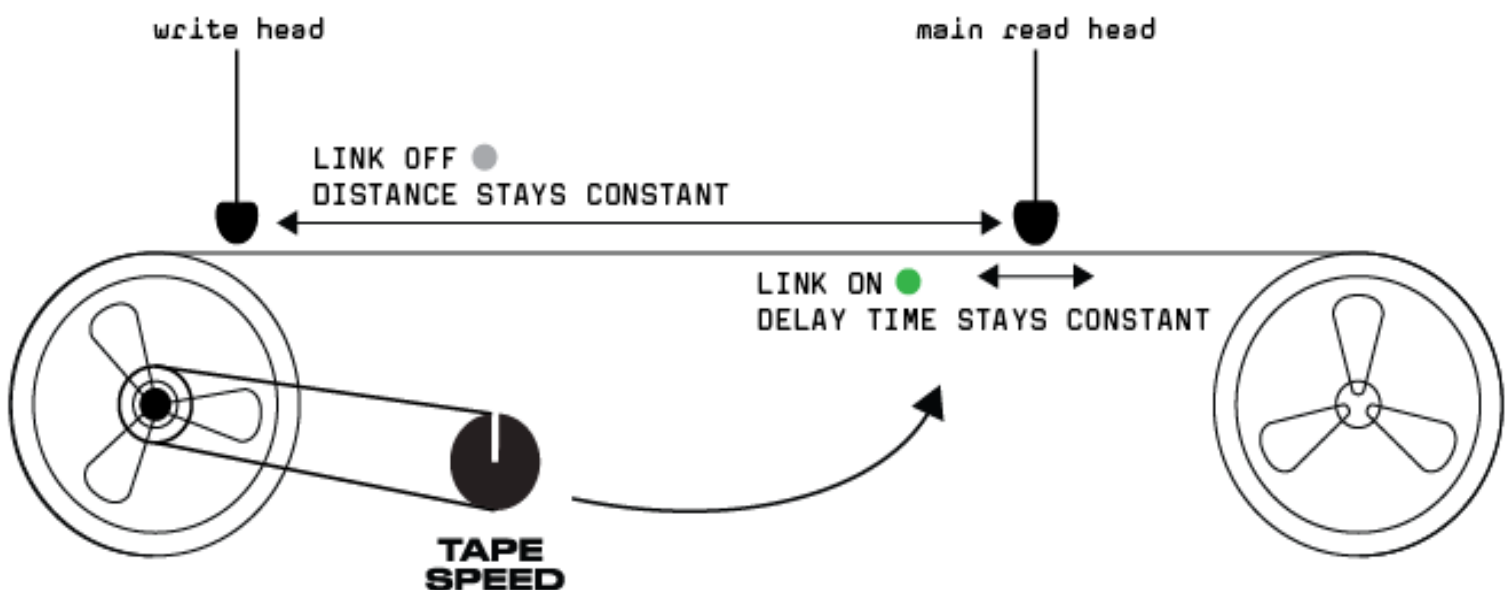 write head
main read head
LINK OFF
DISTANCE STAYS CONSTANT
LINK ON
DELAY TIME STAYS CONSTANT
TAPE
SPEED